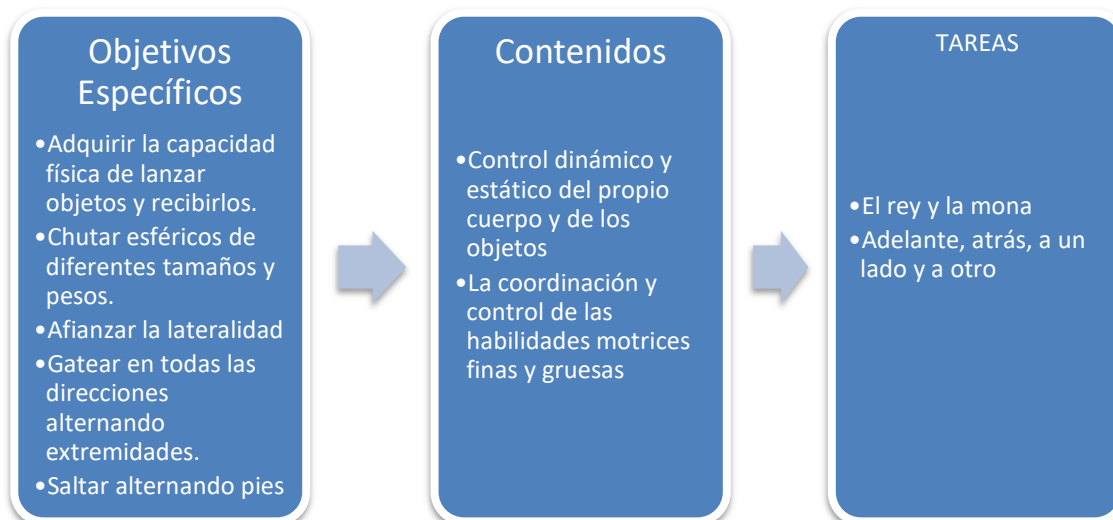 Objetivos
Específicos
•Adquirir la capacidad
física de lanzar
objetos y recibirlos.
•Chutar esféricos de
diferentes tamaños y
pesos.
•Afianzar la lateralidad
•Gatear en todas las
direcciones
alternando
extremidades.
•Saltar alternando pies
Contenidos
•Control dinámico y
estático del propio
cuerpo y de los
objetos
•La coordinación y
control de las
habilidades motrices
finas y gruesas
TAREAS
•El rey y la mona
•Adelante, atrás, a un
lado y a otro